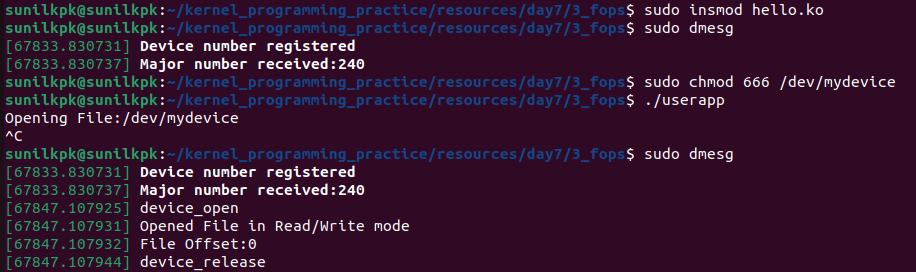 sunilkpk@sunilkpk:~/kernel_programming_practice/resources/day7/3_fops$ sudo insmod hello.ko
sunilkpk@sunilkpk:~/kernel_programming_practice/resources/day7/3_fops$ sudo dmesg
[67833.830731] Device number registered
[67833.830737] Major number received:240
sunilkpk@sunilkpk:~/kernel_programming_practice/resources/day7/3_fops$ sudo chmod 666 /dev/mydevice
sunilkpk@sunilkpk:~/kernel_programming_practice/resources/day7/3_fops$ ./userapp
Opening File:/dev/mydevice
^C
sunilkpk@sunilkpk:~/kernel_programming_practice/resources/day7/3_fops$ sudo dmesg
[67833.830731] Device number registered
[67833.830737] Major number received:240
[67847.107925] device_open
[67847.107931] Opened File in Read/Write mode
[67847.107932] File Offset:0
[67847.107944] device_release